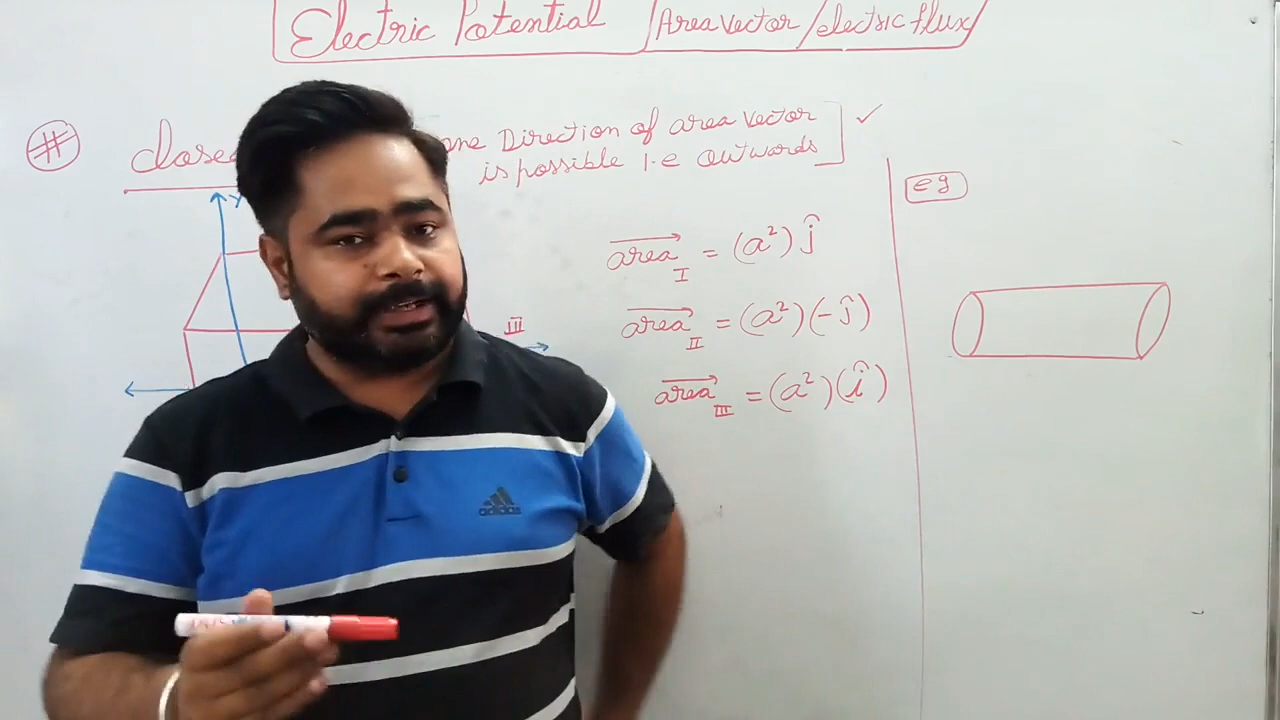 Electric Potential / Area vector / electric flux
#
one Direction of area vector
is possible i.e outwards ✓
Y
eg
area I = (a²) ĵ
III
area II = (a²)(-ĵ)
area III = (a²)(î)
adidas